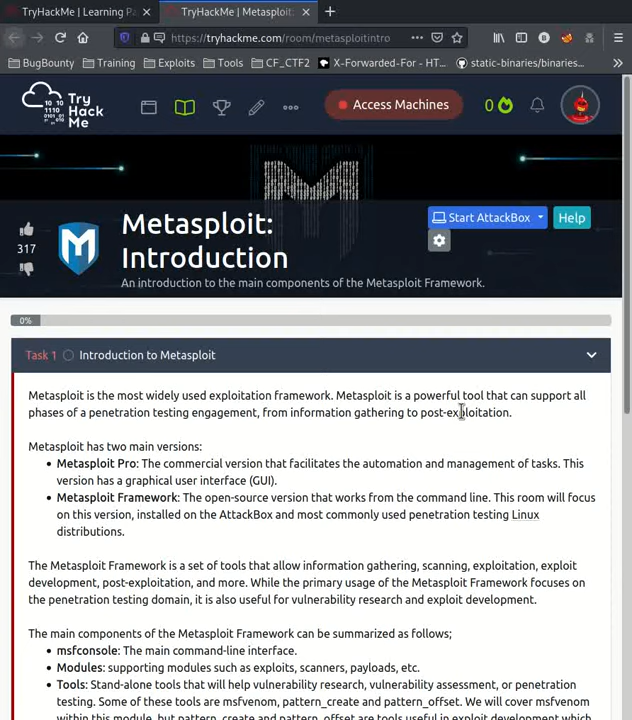 TryHackMe | Learning Pa
TryHackMe | Metasploit:
https://tryhackme.com/room/metasploitintro
BugBounty
Training
Exploits
Tools
CF_CTF2
X-Forwarded-For - HT...
static-binaries/binaries...
Try
Hack
Me
Access Machines
0
Metasploit:
Introduction
Start AttackBox
Help
317
An introduction to the main components of the Metasploit Framework.
0%
Task 1
Introduction to Metasploit
Metasploit is the most widely used exploitation framework. Metasploit is a powerful tool that can support all
phases of a penetration testing engagement, from information gathering to post-exploitation.
Metasploit has two main versions:
• Metasploit Pro: The commercial version that facilitates the automation and management of tasks. This
version has a graphical user interface (GUI).
• Metasploit Framework: The open-source version that works from the command line. This room will focus
on this version, installed on the AttackBox and most commonly used penetration testing Linux
distributions.
The Metasploit Framework is a set of tools that allow information gathering, scanning, exploitation, exploit
development, post-exploitation, and more. While the primary usage of the Metasploit Framework focuses on
the penetration testing domain, it is also useful for vulnerability research and exploit development.
The main components of the Metasploit Framework can be summarized as follows;
• msfconsole: The main command-line interface.
• Modules: supporting modules such as exploits, scanners, payloads, etc.
• Tools: Stand-alone tools that will help vulnerability research, vulnerability assessment, or penetration
testing. Some of these tools are msfvenom, pattern_create and pattern_offset. We will cover msfvenom
within this module, but pattern_create and pattern_offset are tools useful in exploit development which